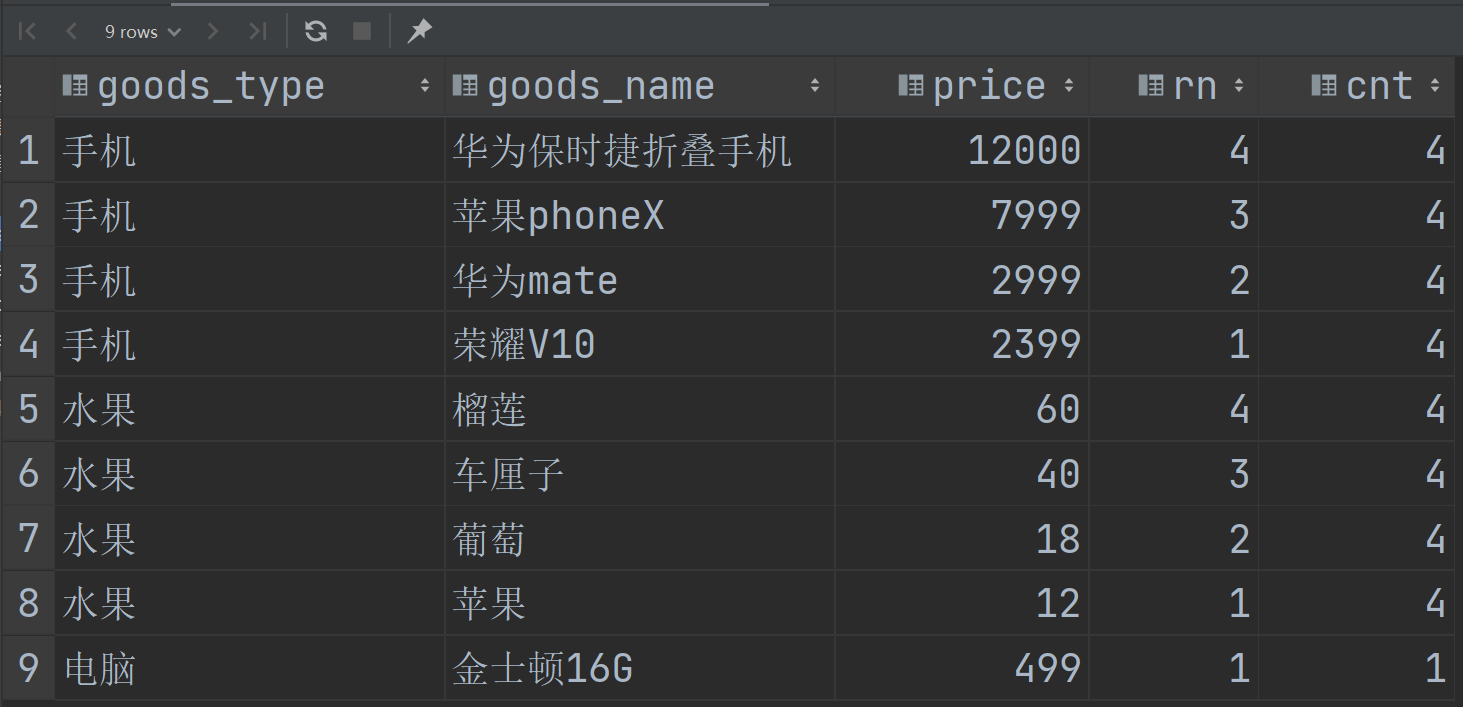 9 rows
goods_type goods_name price rn cnt
1 手机 华为保时捷折叠手机 12000 4 4
2 手机 苹果phoneX 7999 3 4
3 手机 华为mate 2999 2 4
4 手机 荣耀V10 2399 1 4
5 水果 榴莲 60 4 4
6 水果 车厘子 40 3 4
7 水果 葡萄 18 2 4
8 水果 苹果 12 1 4
9 电脑 金士顿16G 499 1 1